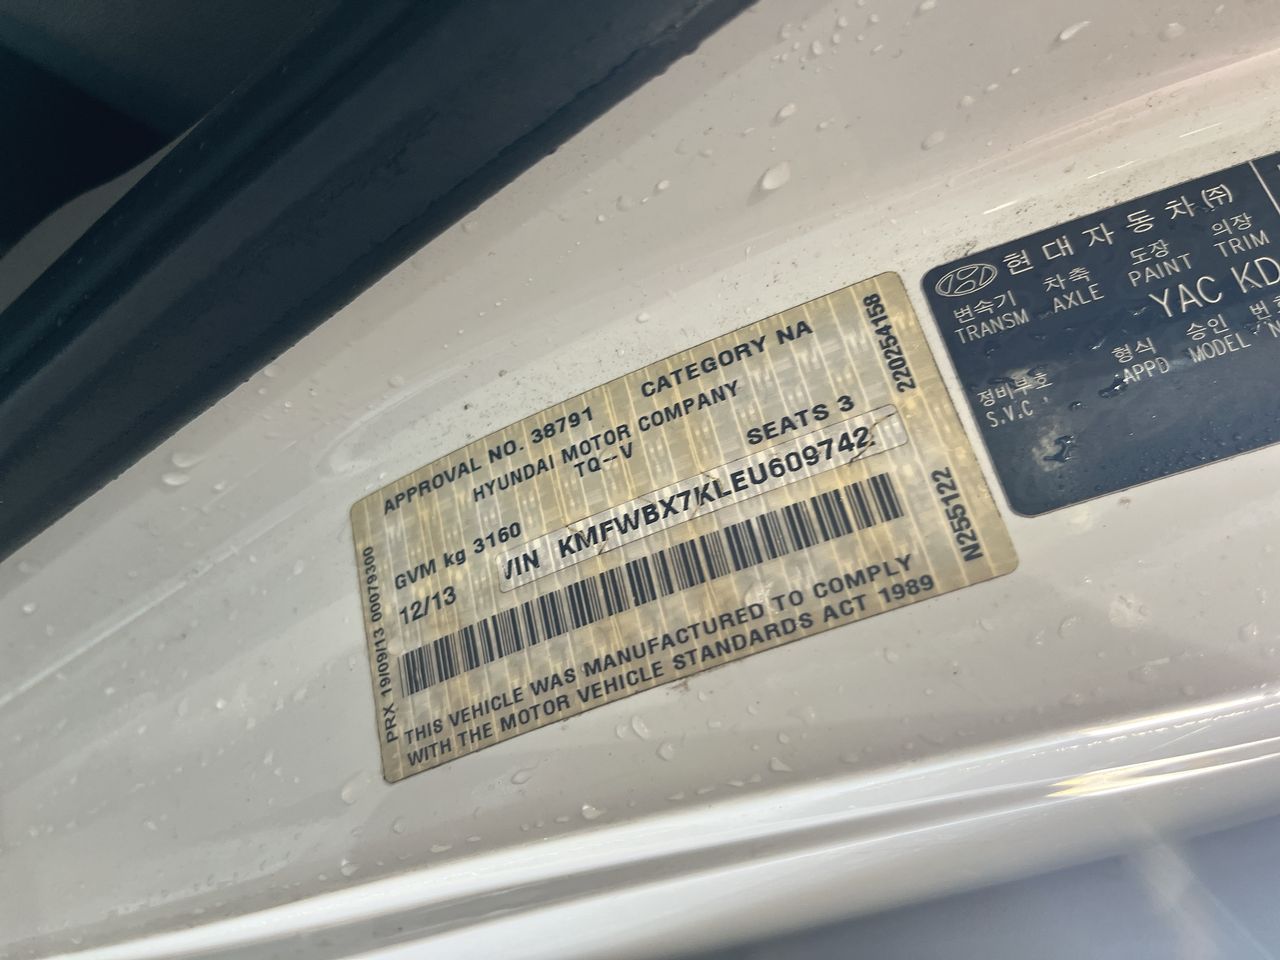 APPROVAL NO. 38791 CATEGORY NA
HYUNDAI MOTOR COMPANY
TQ--V
SEATS 3
GVM kg 3160
VIN KMFWBX7KLEU609742
12/13
THIS VEHICLE WAS MANUFACTURED TO COMPLY
WITH THE MOTOR VEHICLE STANDARDS ACT 1989
PRX 19/09/13 00079300
220254158
N255122
현대자동차(주)
변속기 차축 도장 의장
TRANSM AXLE PAINT TRIM
YAC KD
정비부호 형식 승인 번호
S.V.C. APPD MODEL